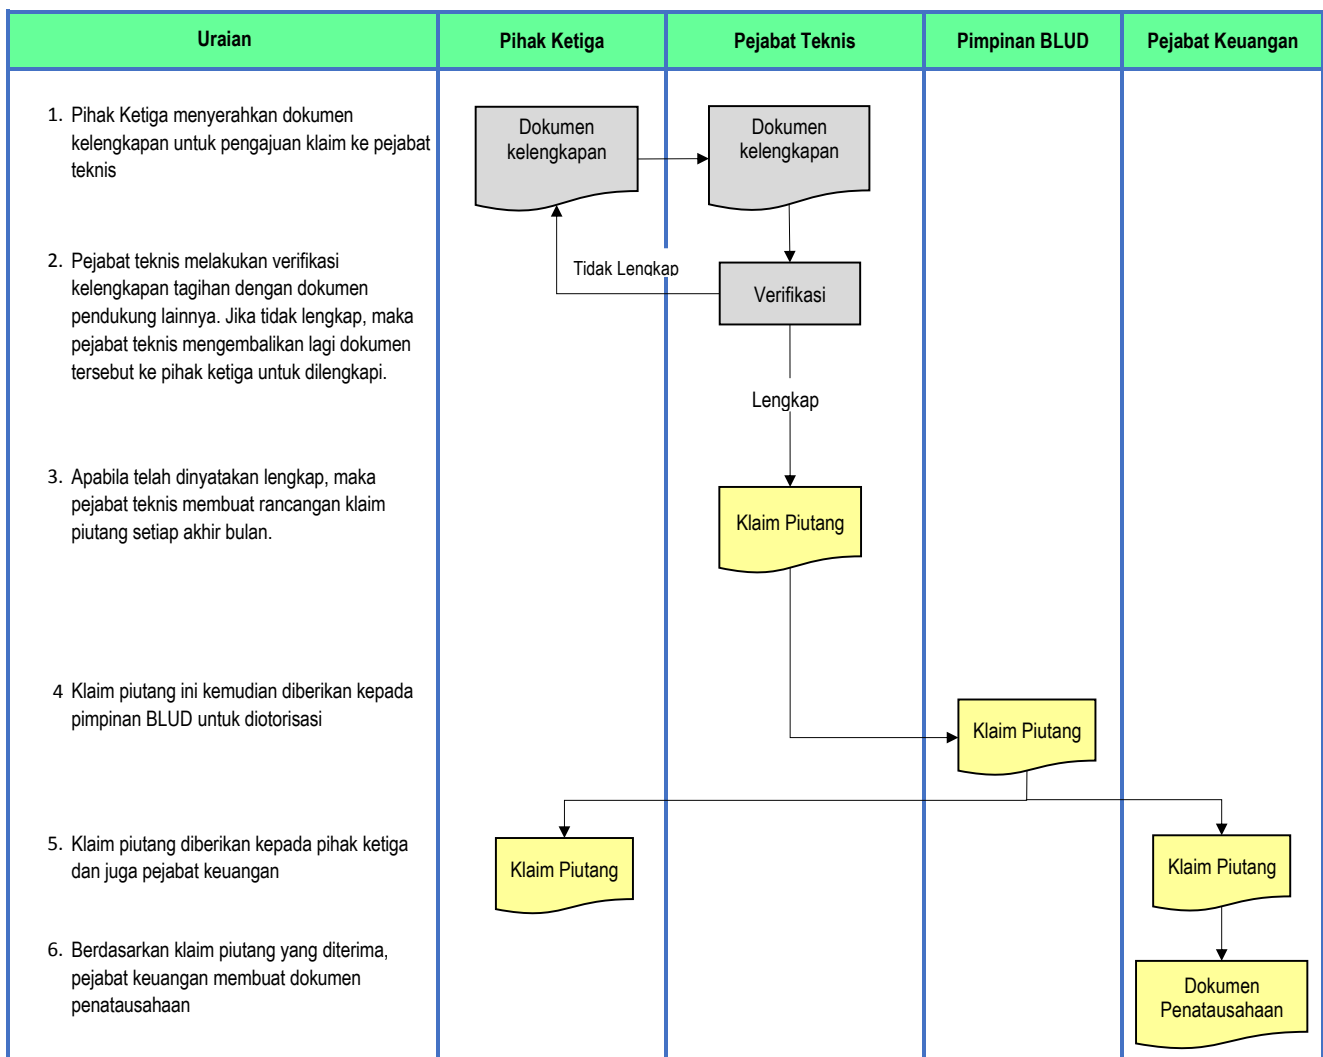 Uraian
Pihak Ketiga
Pejabat Teknis
Pimpinan BLUD
Pejabat Keuangan
1. Pihak Ketiga menyerahkan dokumen
kelengkapan untuk pengajuan klaim ke pejabat
teknis
Dokumen
kelengkapan
Dokumen
kelengkapan
2. Pejabat teknis melakukan verifikasi
kelengkapan tagihan dengan dokumen
pendukung lainnya. Jika tidak lengkap, maka
pejabat teknis mengembalikan lagi dokumen
tersebut ke pihak ketiga untuk dilengkapi.
Tidak Lengkap
Verifikasi
Lengkap
3. Apabila telah dinyatakan lengkap, maka
pejabat teknis membuat rancangan klaim
piutang setiap akhir bulan.
Klaim Piutang
4 Klaim piutang ini kemudian diberikan kepada
pimpinan BLUD untuk diotorisasi
Klaim Piutang
5. Klaim piutang diberikan kepada pihak ketiga
dan juga pejabat keuangan
Klaim Piutang
Klaim Piutang
6. Berdasarkan klaim piutang yang diterima,
pejabat keuangan membuat dokumen
penatausahaan
Dokumen
Penatausahaan